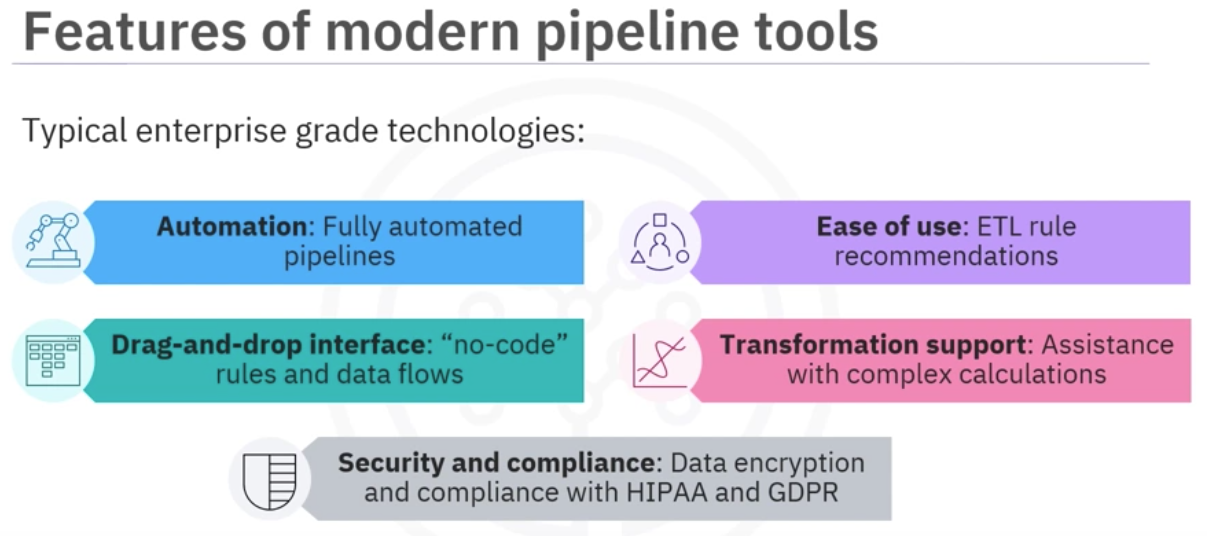 Features of modern pipeline tools
Typical enterprise grade technologies:
Automation: Fully automated
pipelines
Ease of use: ETL rule
recommendations
Drag-and-drop interface: “no-code”
rules and data flows
Transformation support: Assistance
with complex calculations
Security and compliance: Data encryption
and compliance with HIPAA and GDPR